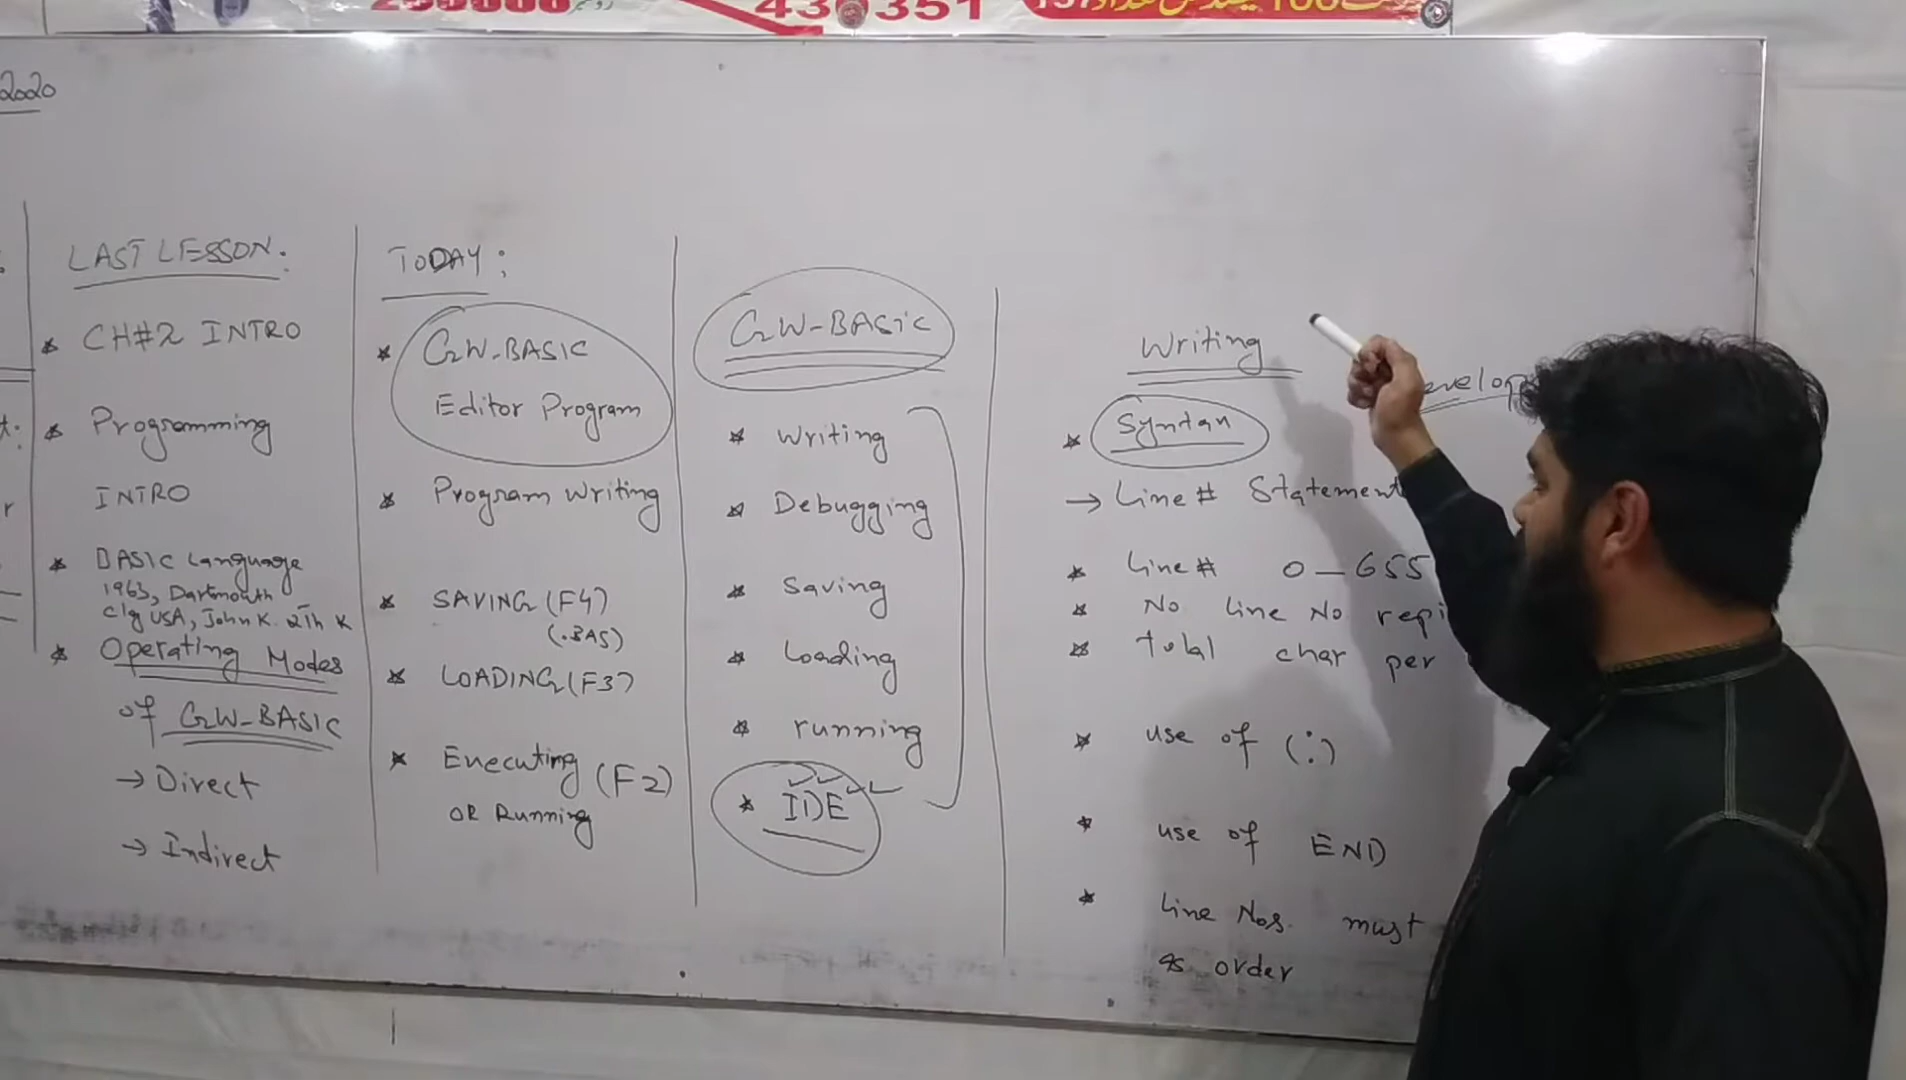 430351
2020
LAST LESSON:
* CH#2 INTRO
* Programming
INTRO
* BASIC Language
1963, Dartmouth
clg USA, John K. &Th K
* Operating Modes
of GW-BASIC
→ Direct
→ Indirect
TODAY:
* GW-BASIC
Editor Program
* Program Writing
* SAVING (F4)
(.BAS)
* LOADING (F3)
* Executing (F2)
OR Running
GW-BASIC
* Writing
* Debugging
* Saving
* Loading
* running
* IDE
Writing
* Syntax
→ Line # Statement
* Line # 0-655
* No Line No repi
* Total char per
* use of (:)
* use of END
* Line Nos. must
as order